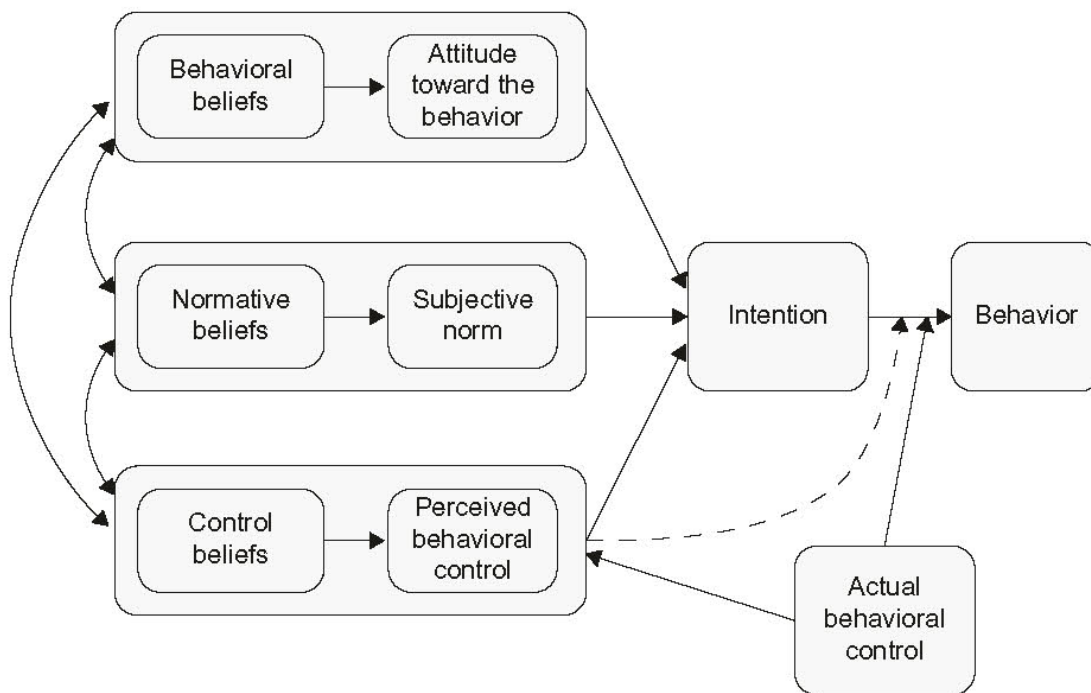 Behavioral
beliefs
Attitude
toward the
behavior
Normative
beliefs
Subjective
norm
Intention
Behavior
Control
beliefs
Perceived
behavioral
control
Actual
behavioral
control